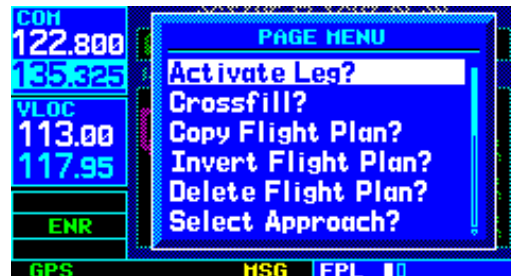 COM
122.800
135.325
VLOC
113.00
117.95
ENR
GPS
PAGE MENU
Activate Leg?
Crossfill?
Copy Flight Plan?
Invert Flight Plan?
Delete Flight Plan?
Select Approach?
MSG
FPL